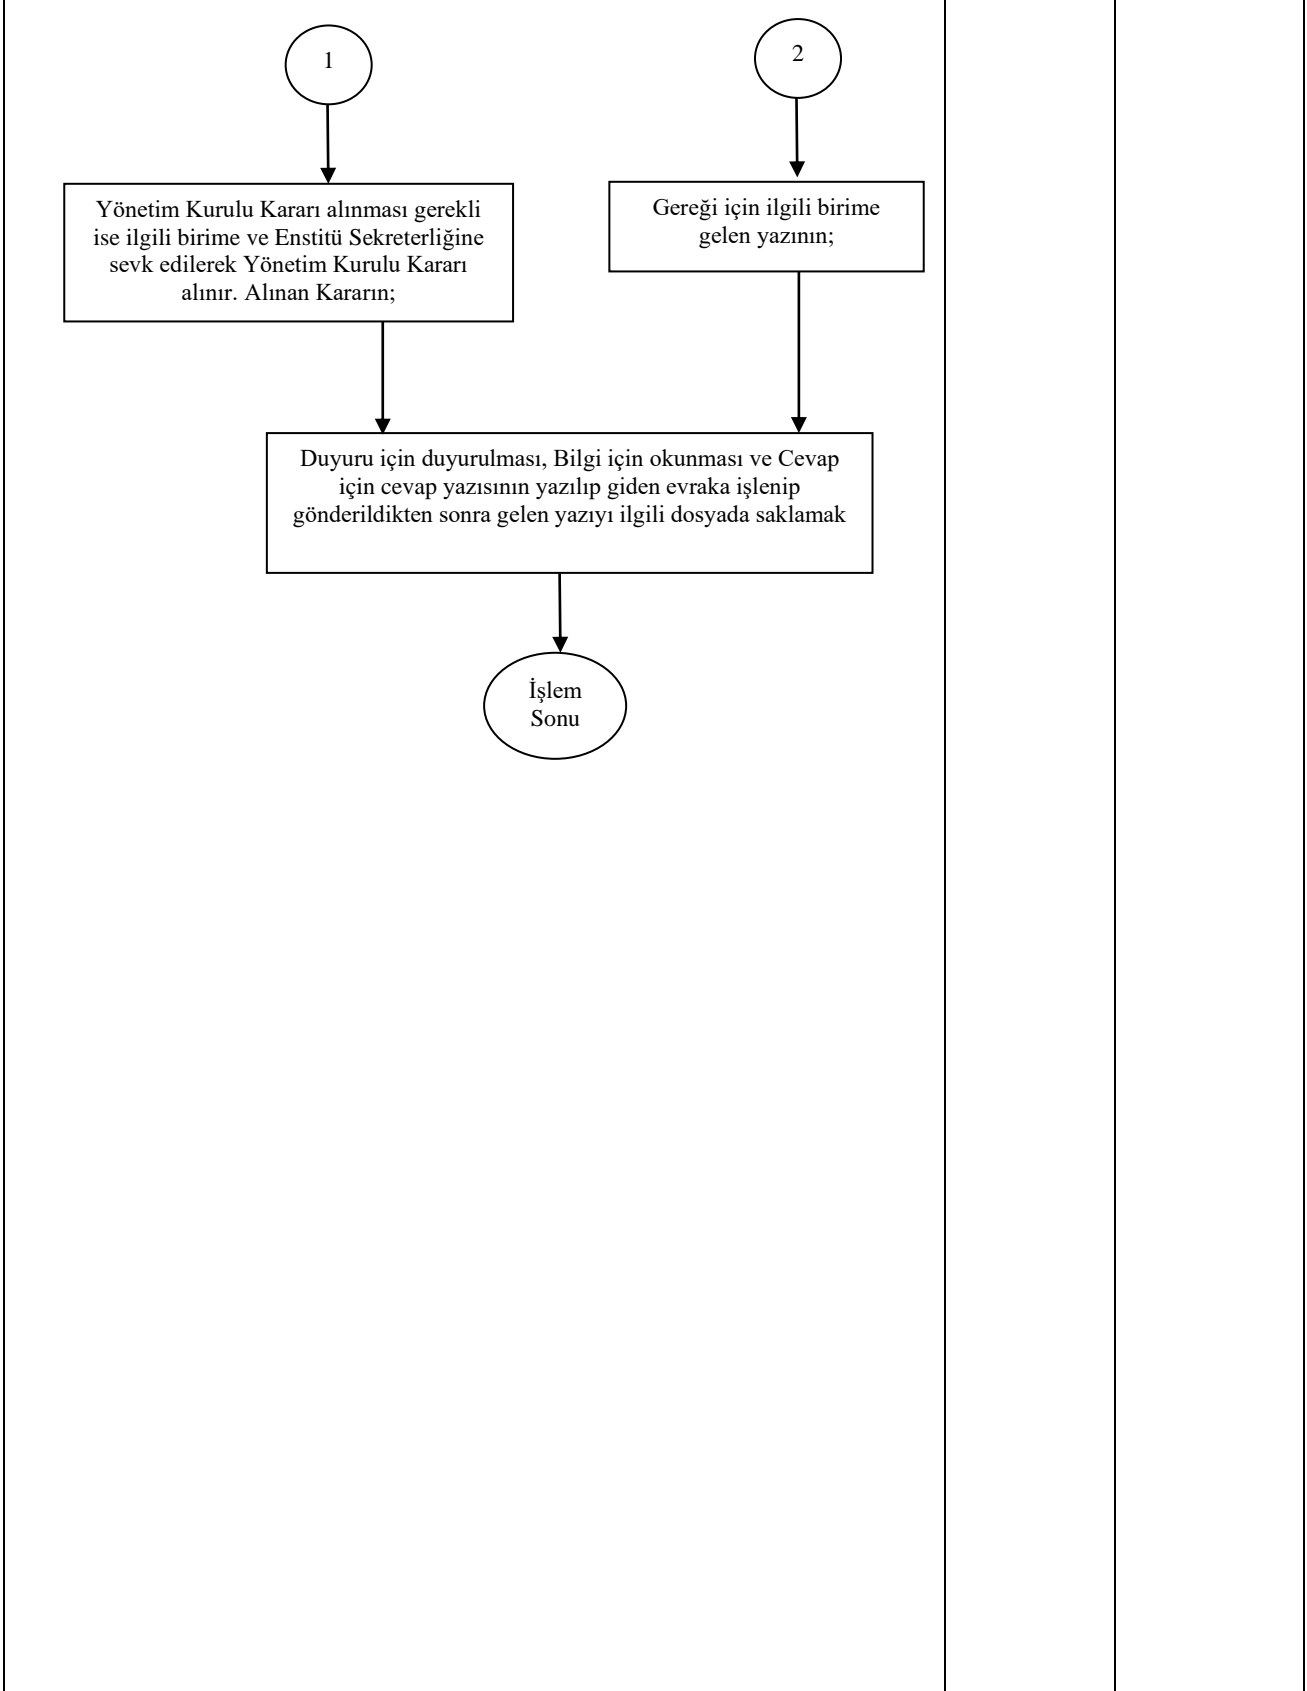 1
2
Yönetim Kurulu Kararı alınması gerekli
ise ilgili birime ve Enstitü Sekreterliğine
sevk edilerek Yönetim Kurulu Kararı
alınır. Alınan Kararın;
Gereği için ilgili birime
gelen yazının;
Duyuru için duyurulması, Bilgi için okunması ve Cevap
için cevap yazısının yazılıp giden evraka işlenip
gönderildikten sonra gelen yazıyı ilgili dosyada saklamak
İşlem
Sonu